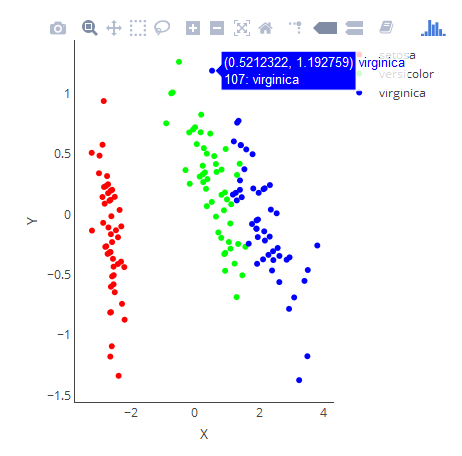 (0.5212322, 1.192759) virginica
107: virginica
setosa
versicolor
virginica
1
0.5
0
−0.5
−1
−1.5
Y
−2
0
2
4
X